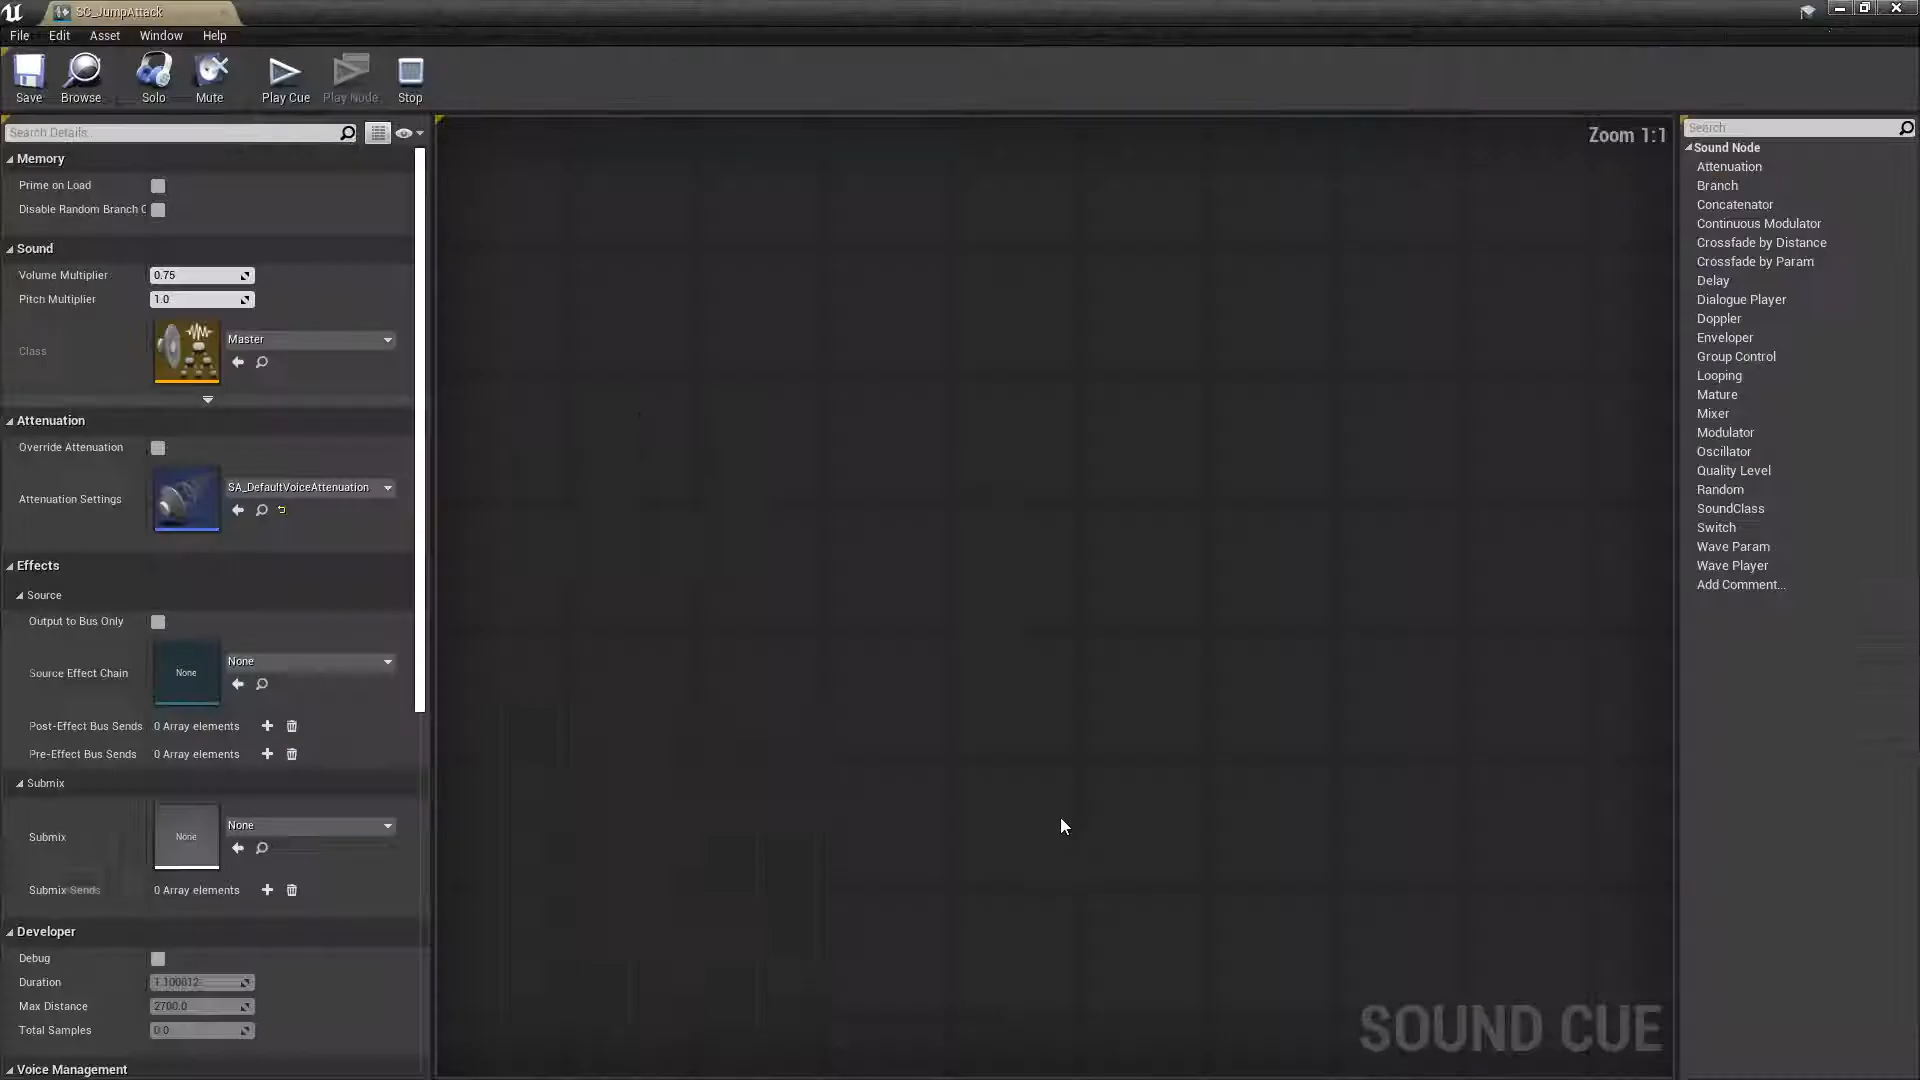 SC_JumpAttack
File Edit Asset Window Help
Save Browse Solo Mute Play Cue Play Node Stop
Search Details
Memory
Prime on Load
Disable Random Branch C
Sound
Volume Multiplier 0.75
Pitch Multiplier 1.0
Class Master
Attenuation
Override Attenuation
Attenuation Settings SA_DefaultVoiceAttenuation
Effects
Source
Output to Bus Only
Source Effect Chain None None
Post-Effect Bus Sends 0 Array elements
Pre-Effect Bus Sends 0 Array elements
Submix
Submix None None
Submix Sends 0 Array elements
Developer
Debug
Duration
Max Distance 2700.0
Total Samples 0.0
Voice Management
Zoom 1:1
SOUND CUE
Search
Sound Node
Attenuation
Branch
Concatenator
Continuous Modulator
Crossfade by Distance
Crossfade by Param
Delay
Dialogue Player
Doppler
Enveloper
Group Control
Looping
Mature
Mixer
Modulator
Oscillator
Quality Level
Random
SoundClass
Switch
Wave Param
Wave Player
Add Comment...